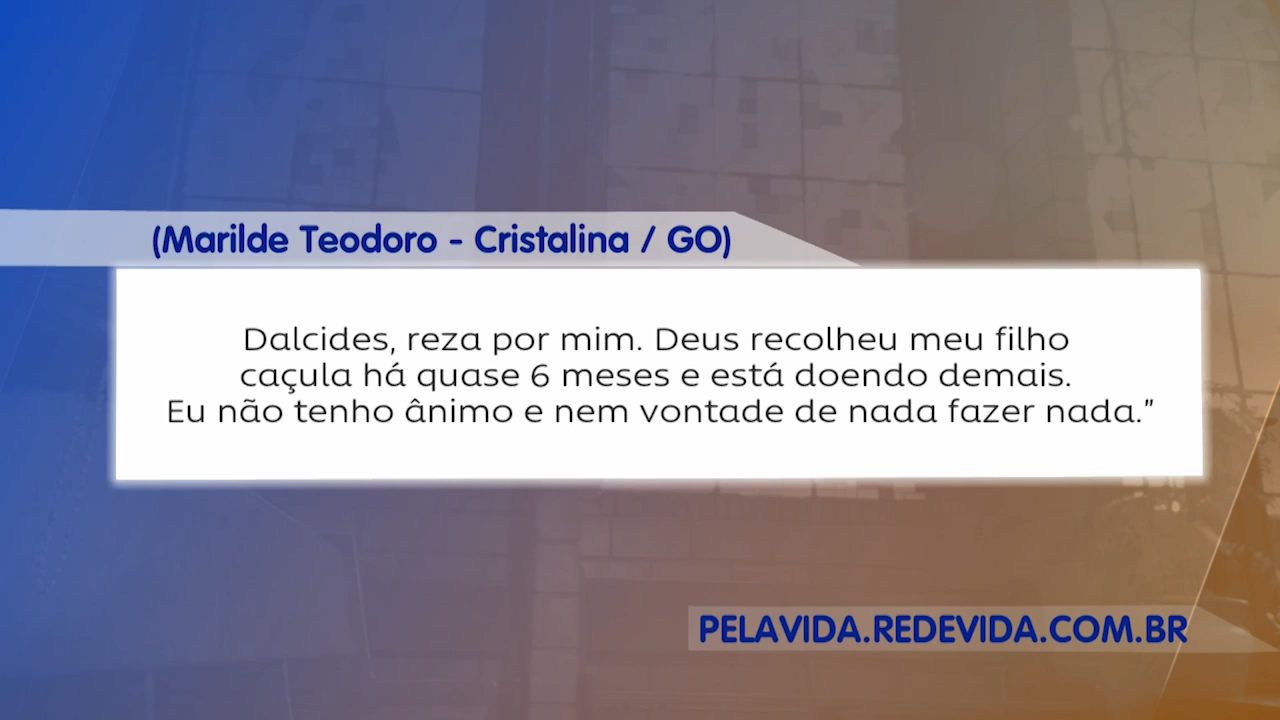 (Marilde Teodoro - Cristalina / GO)
Dalcides, reza por mim. Deus recolheu meu filho
caçula há quase 6 meses e está doendo demais.
Eu não tenho ânimo e nem vontade de nada fazer nada.”
PELAVIDA.REDEVIDA.COM.BR